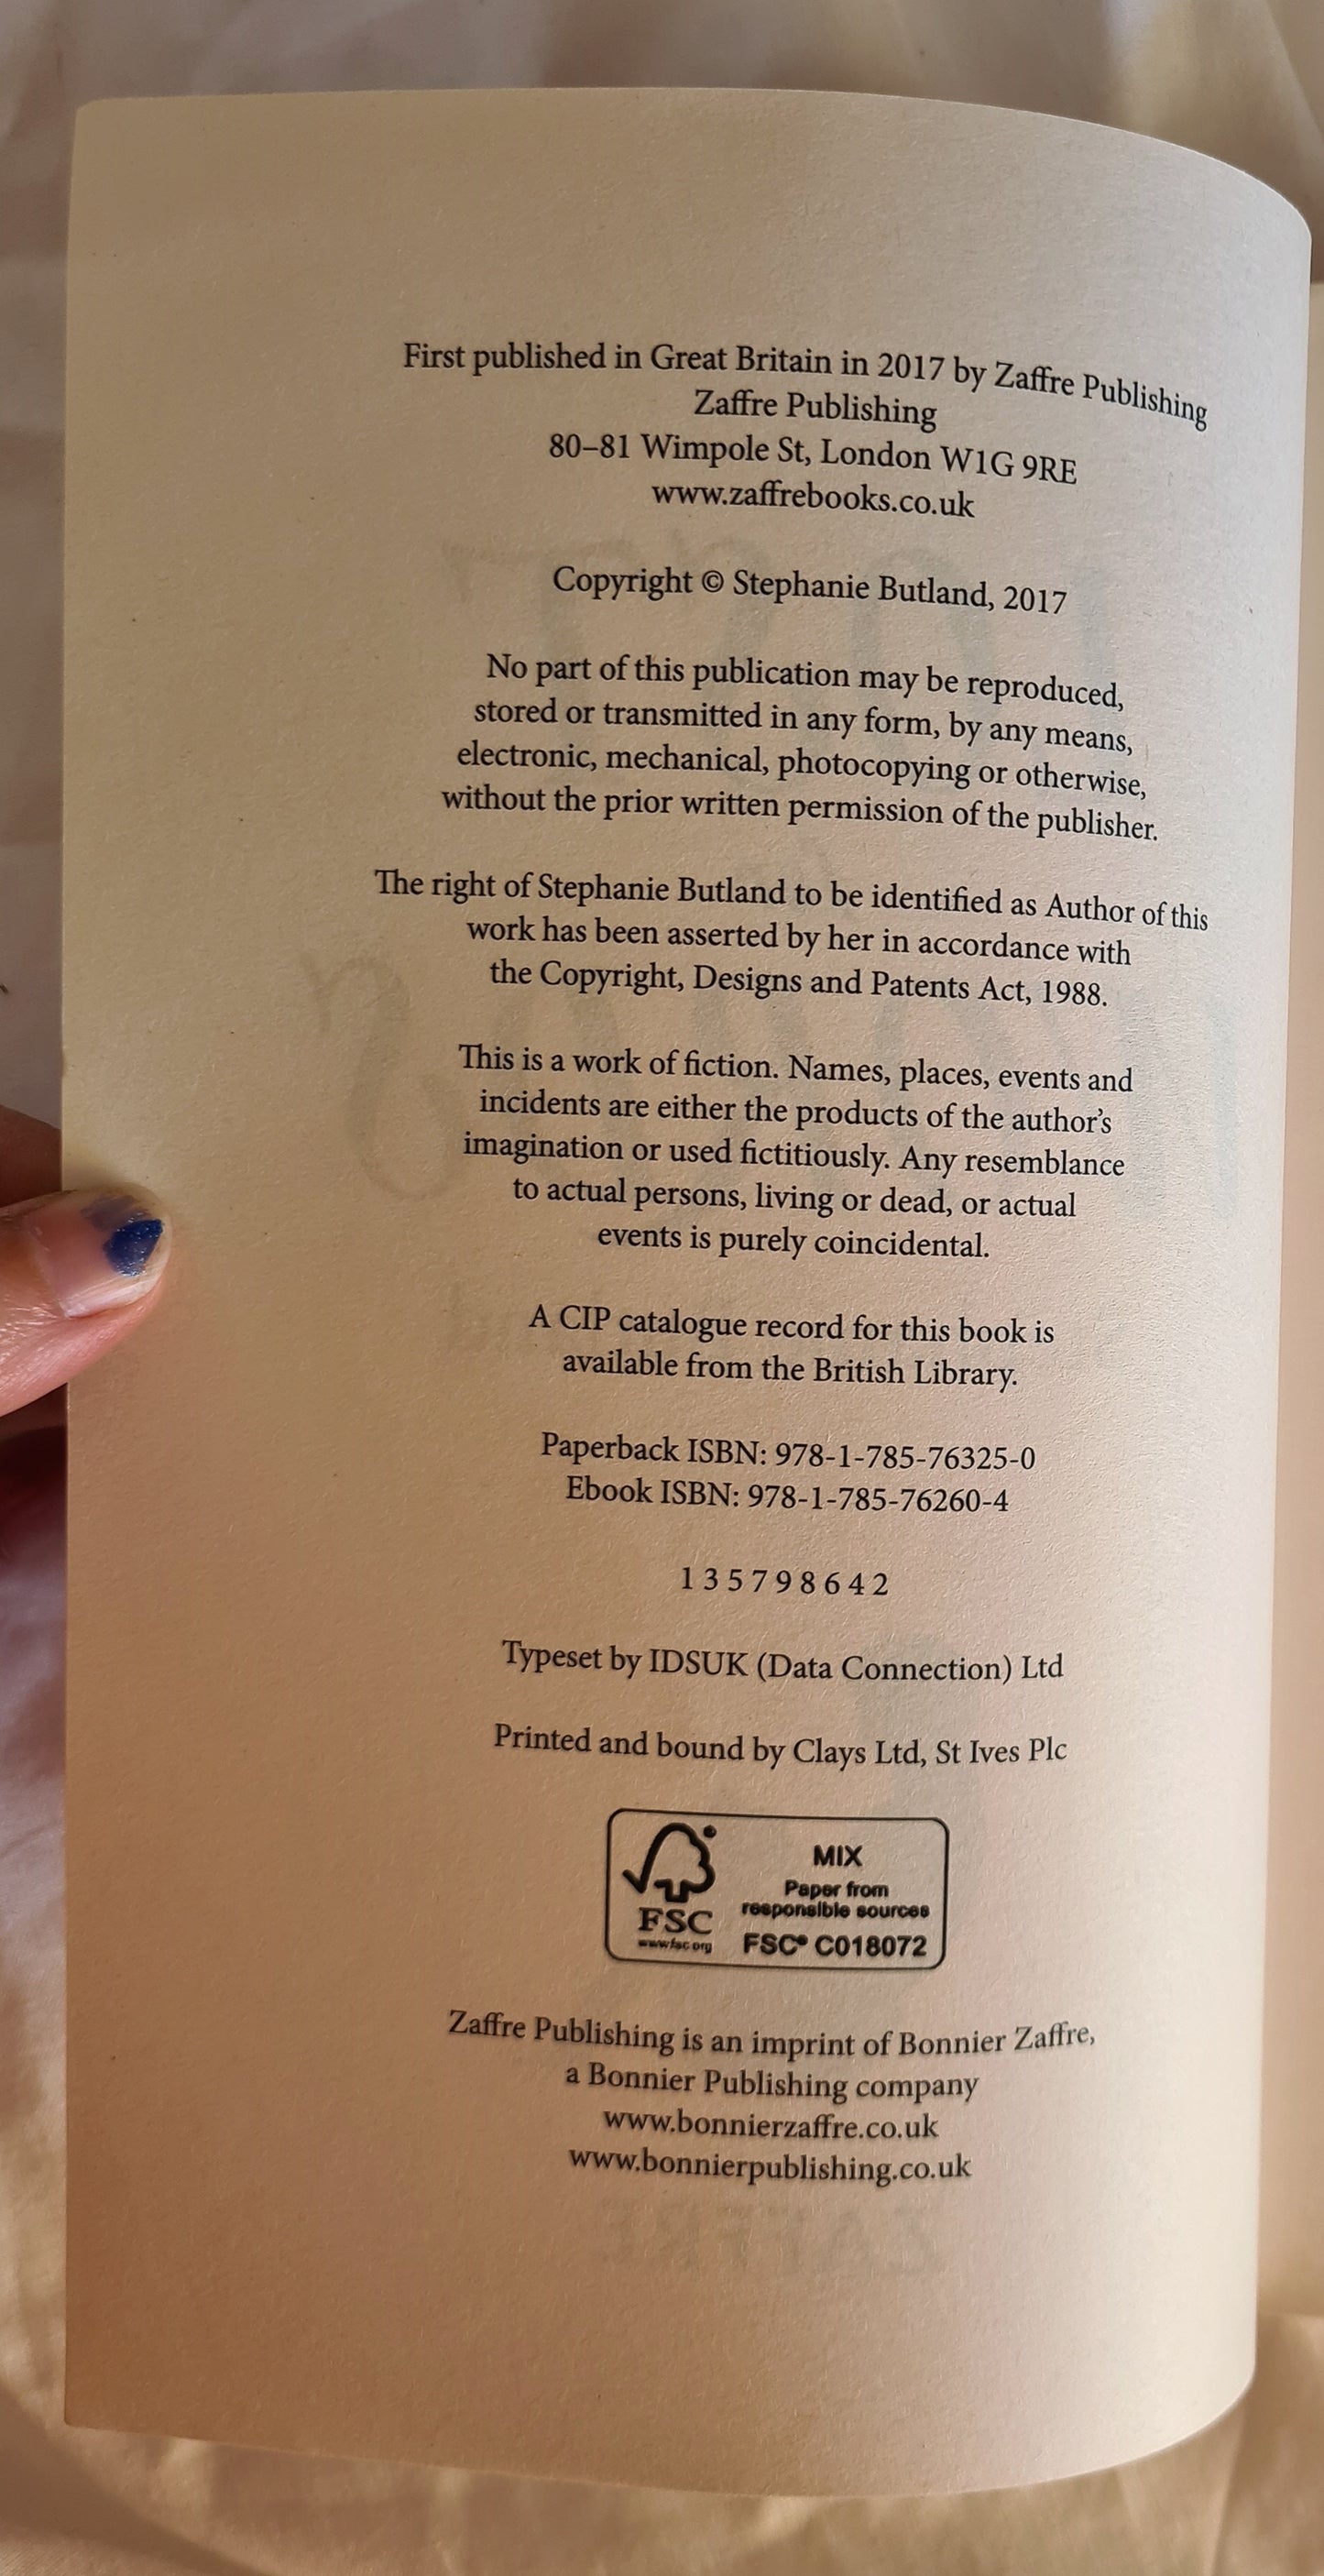 First published in Great Britain in 2017 by Zaffre Publishing
Zaffre Publishing
80–81 Wimpole St, London W1G 9RE
www.zaffrebooks.co.uk
Copyright © Stephanie Butland, 2017
No part of this publication may be reproduced,
stored or transmitted in any form, by any means,
electronic, mechanical, photocopying or otherwise,
without the prior written permission of the publisher.
The right of Stephanie Butland to be identified as Author of this
work has been asserted by her in accordance with
the Copyright, Designs and Patents Act, 1988.
This is a work of fiction. Names, places, events and
incidents are either the products of the author’s
imagination or used fictitiously. Any resemblance
to actual persons, living or dead, or actual
events is purely coincidental.
A CIP catalogue record for this book is
available from the British Library.
Paperback ISBN: 978-1-785-76325-0
Ebook ISBN: 978-1-785-76260-4
1 3 5 7 9 8 6 4 2
Typeset by IDSUK (Data Connection) Ltd
Printed and bound by Clays Ltd, St Ives Plc
FSC
www.fsc.org
MIX
Paper from
responsible sources
FSC® C018072
Zaffre Publishing is an imprint of Bonnier Zaffre,
a Bonnier Publishing company
www.bonnierzaffre.co.uk
www.bonnierpublishing.co.uk